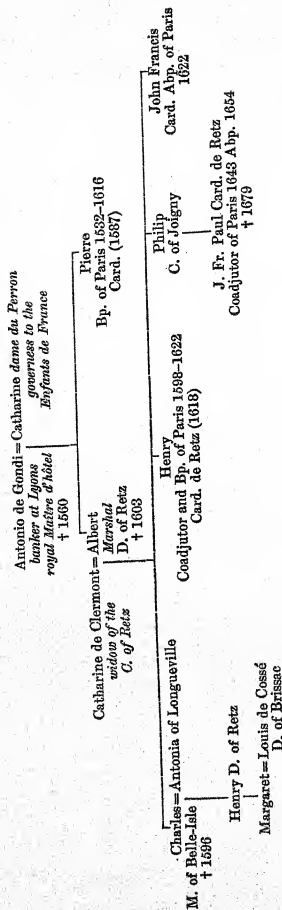 Antonio de Gondi = Catharine dame du Perron
banker at Lyons
royal Maître d'hôtel
† 1560
governess to the
Enfants de France
Catharine de Clermont = Albert
widow of the
C. of Retz
Marshal
D. of Retz
† 1603
Pierre
Bp. of Paris 1532–1616
Card. (1587)
Charles = Antonia of Longueville
M. of Belle-Isle
† 1596
Henry
Coadjutor and Bp. of Paris 1598–1622
Card. de Retz (1618)
Philip
C. of Joigny
John Francis
Card. Abp. of Paris
1622
Henry D. of Retz
J. Fr. Paul Card. de Retz
Coadjutor of Paris 1643 Abp. 1654
† 1679
Margaret = Louis de Cossé
D. of Brissac